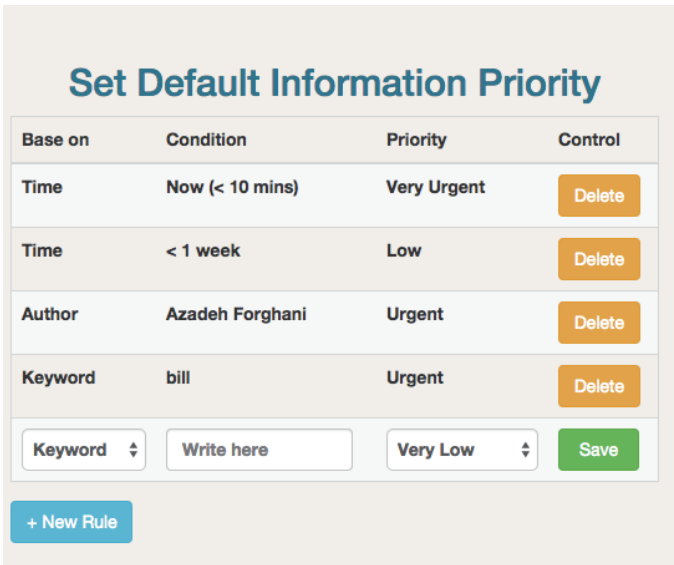 Set Default Information Priority
Base on Condition Priority Control
Time Now (< 10 mins) Very Urgent Delete
Time < 1 week Low Delete
Author Azadeh Forghani Urgent Delete
Keyword bill Urgent Delete
Keyword Write here Very Low Save
+ New Rule